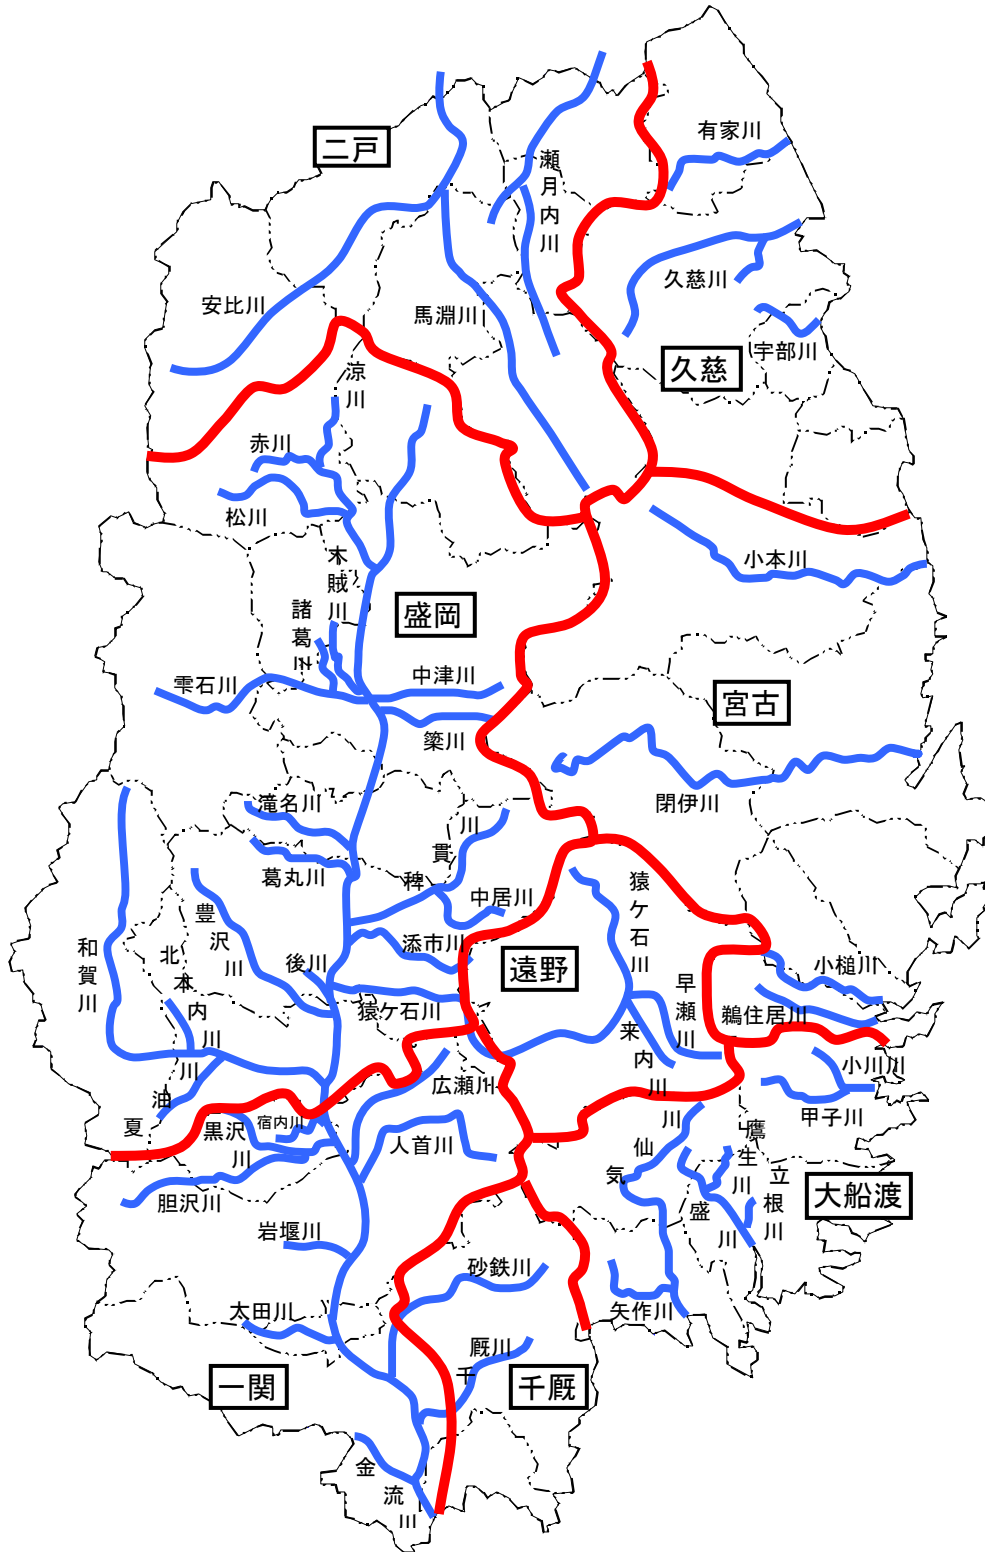 有家川
二戸
瀬月内川
久慈川
安比川
馬淵川
宇部川
久慈
涼川
赤川
松川
小本川
木賊川
諸葛川
盛岡
雫石川
中津川
宮古
簗川
滝名川
閉伊川
稗貫川
葛丸川
中居川
猿ケ石川
豊沢川
添市川
和賀川
北本内川
後川
遠野
小槌川
猿ケ石川
早瀬川
鵜住居川
来内川
小川川
広瀬川
甲子川
夏油川
黒沢川
宿内川
人首川
気仙川
鷹生川
立根川
胆沢川
盛川
大船渡
岩堰川
砂鉄川
太田川
矢作川
千厩川
一関
千厩
金流川